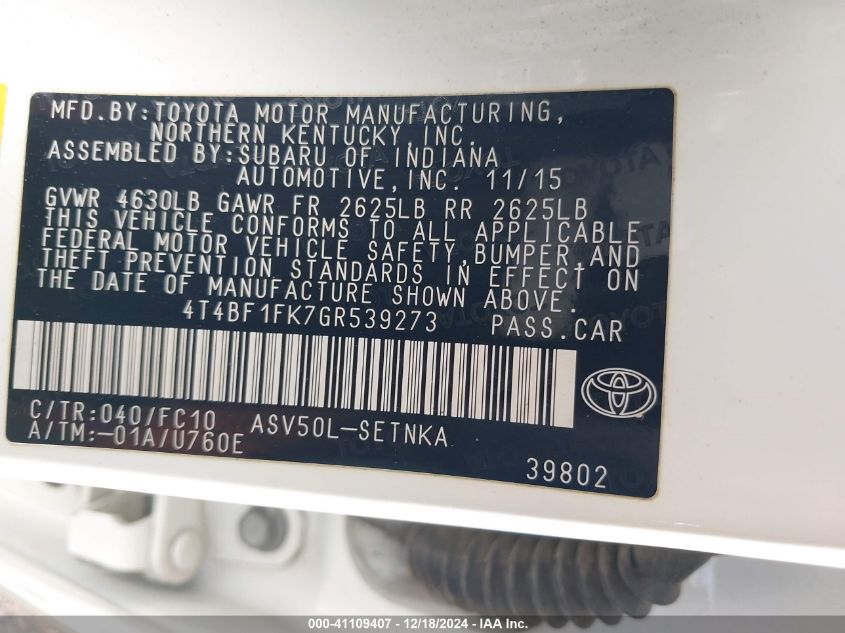 MFD.BY:TOYOTA MOTOR MANUFACTURING,
NORTHERN KENTUCKY,INC.
ASSEMBLED BY:SUBARU OF INDIANA
AUTOMOTIVE,INC. 11/15
GVWR 4630LB GAWR FR 2625LB RR 2625LB
THIS VEHICLE CONFORMS TO ALL APPLICABLE
FEDERAL MOTOR VEHICLE SAFETY,BUMPER,AND
THEFT PREVENTION STANDARDS IN EFFECT ON
THE DATE OF MANUFACTURE SHOWN ABOVE.
4T4BF1FK7GR539273 PASS.CAR
C/TR:040/FC10 ASV50L-SETNKA
A/TM:-01A/U760E
39802
000-41109407 - 12/18/2024 - IAA Inc.